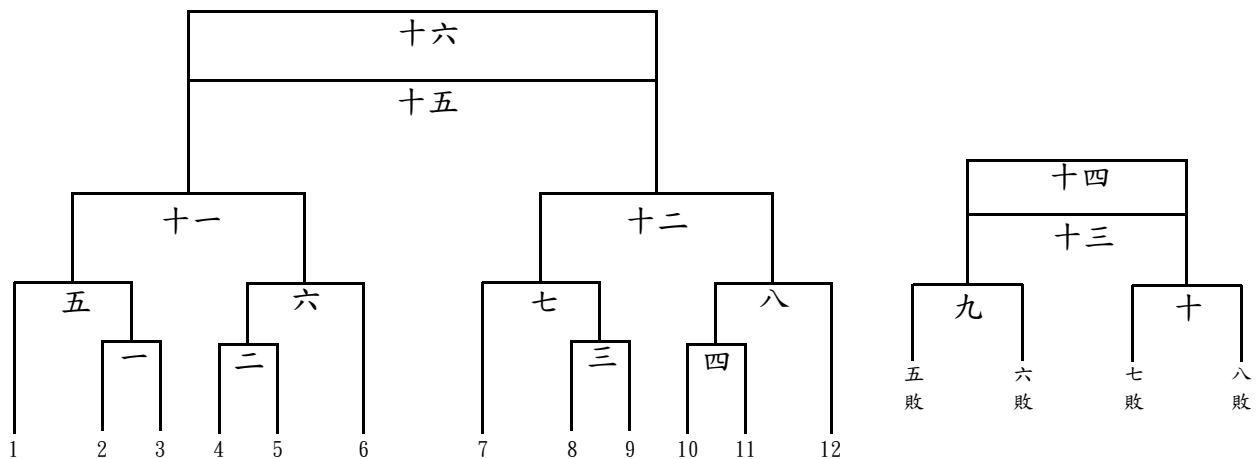 十六
十五
十四
十三
十一 十二
五 六 七 八 九 十
一 二 三 四
五敗 六敗 七敗 八敗
1 2 3 4 5 6 7 8 9 10 11 12